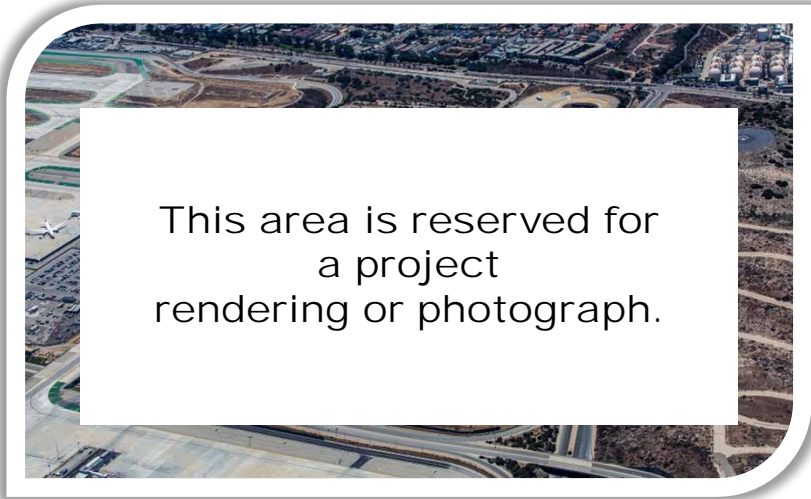 This area is reserved for
a project
rendering or photograph.